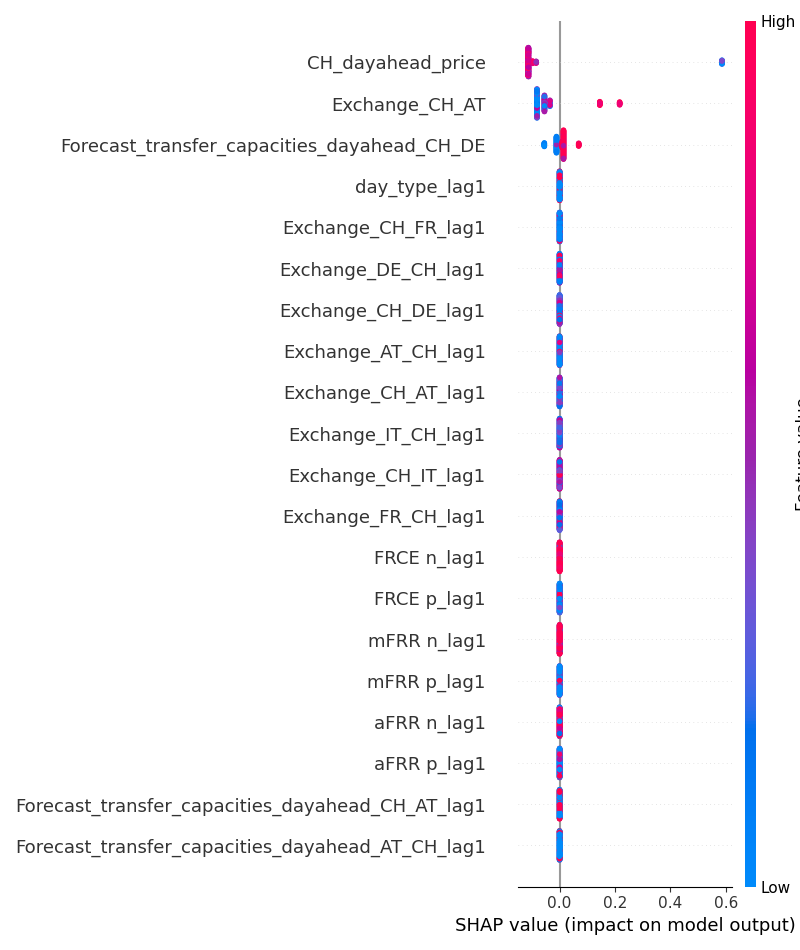 High
CH_dayahead_price
Exchange_CH_AT
Forecast_transfer_capacities_dayahead_CH_DE
day_type_lag1
Exchange_CH_FR_lag1
Exchange_DE_CH_lag1
Exchange_CH_DE_lag1
Exchange_AT_CH_lag1
Exchange_CH_AT_lag1
Exchange_IT_CH_lag1
Exchange_CH_IT_lag1
Exchange_FR_CH_lag1
FRCE n_lag1
FRCE p_lag1
mFRR n_lag1
mFRR p_lag1
aFRR n_lag1
aFRR p_lag1
Forecast_transfer_capacities_dayahead_CH_AT_lag1
Forecast_transfer_capacities_dayahead_AT_CH_lag1
Low
0.0 0.2 0.4 0.6
SHAP value (impact on model output)